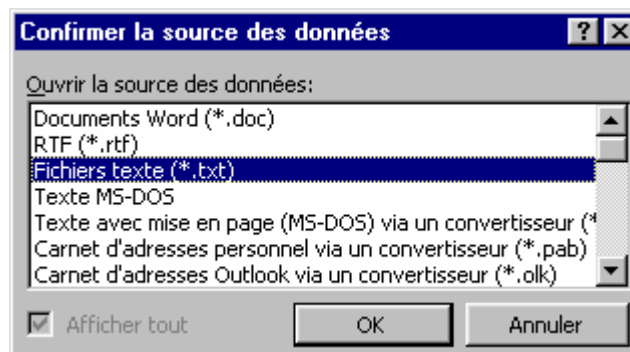 Confirmer la source des données
Ouvrir la source des données:
Documents Word (*.doc)
RTF (*.rtf)
Fichiers texte (*.txt)
Texte MS-DOS
Texte avec mise en page (MS-DOS) via un convertisseur (*
Carnet d'adresses personnel via un convertisseur (*.pab)
Carnet d'adresses Outlook via un convertisseur (*.olk)
Afficher tout OK Annuler